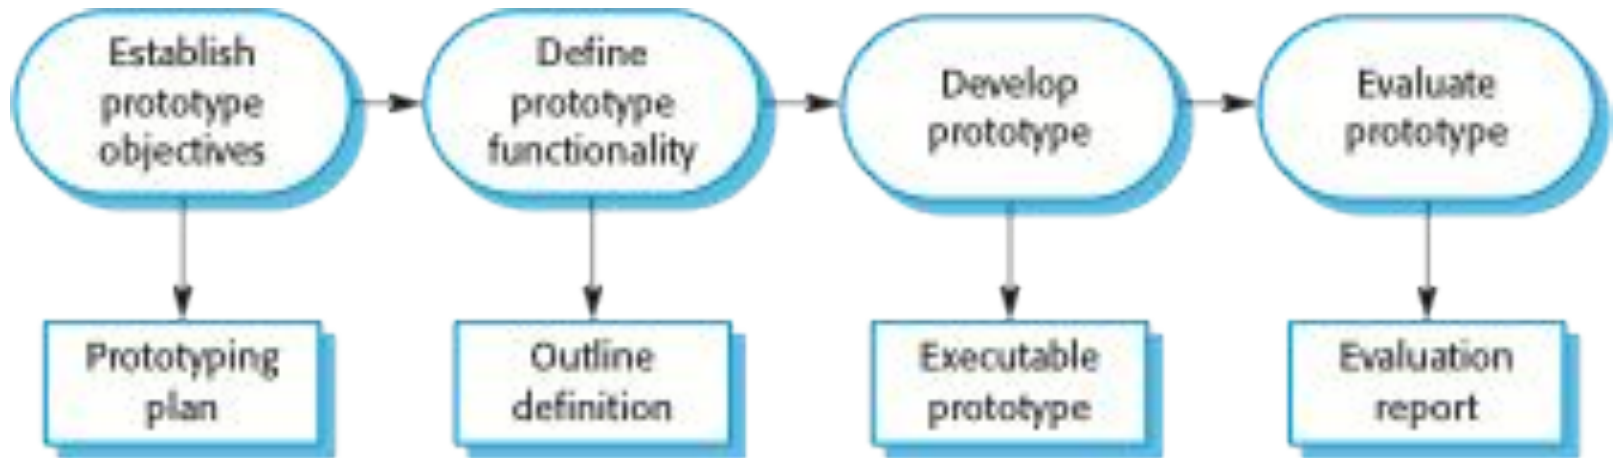 Establish
prototype
objectives
Define
prototype
functionality
Develop
prototype
Evaluate
prototype
Prototyping
plan
Outline
definition
Executable
prototype
Evaluation
report